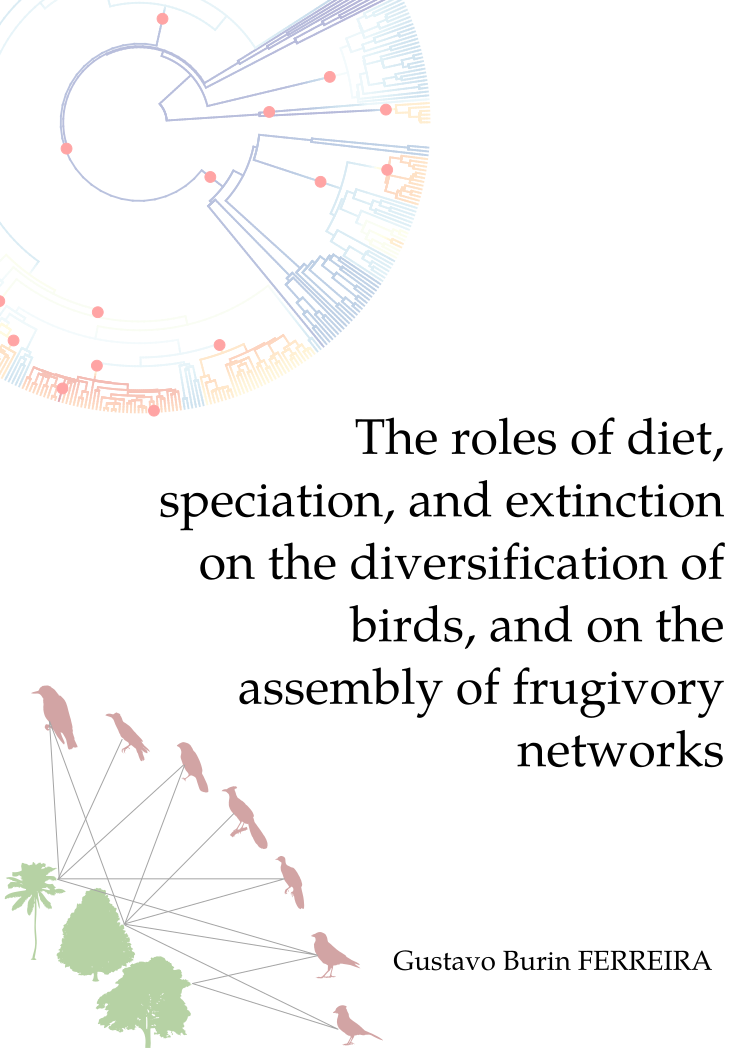 The roles of diet,
speciation, and extinction
on the diversification of
birds, and on the
assembly of frugivory
networks
Gustavo Burin FERREIRA